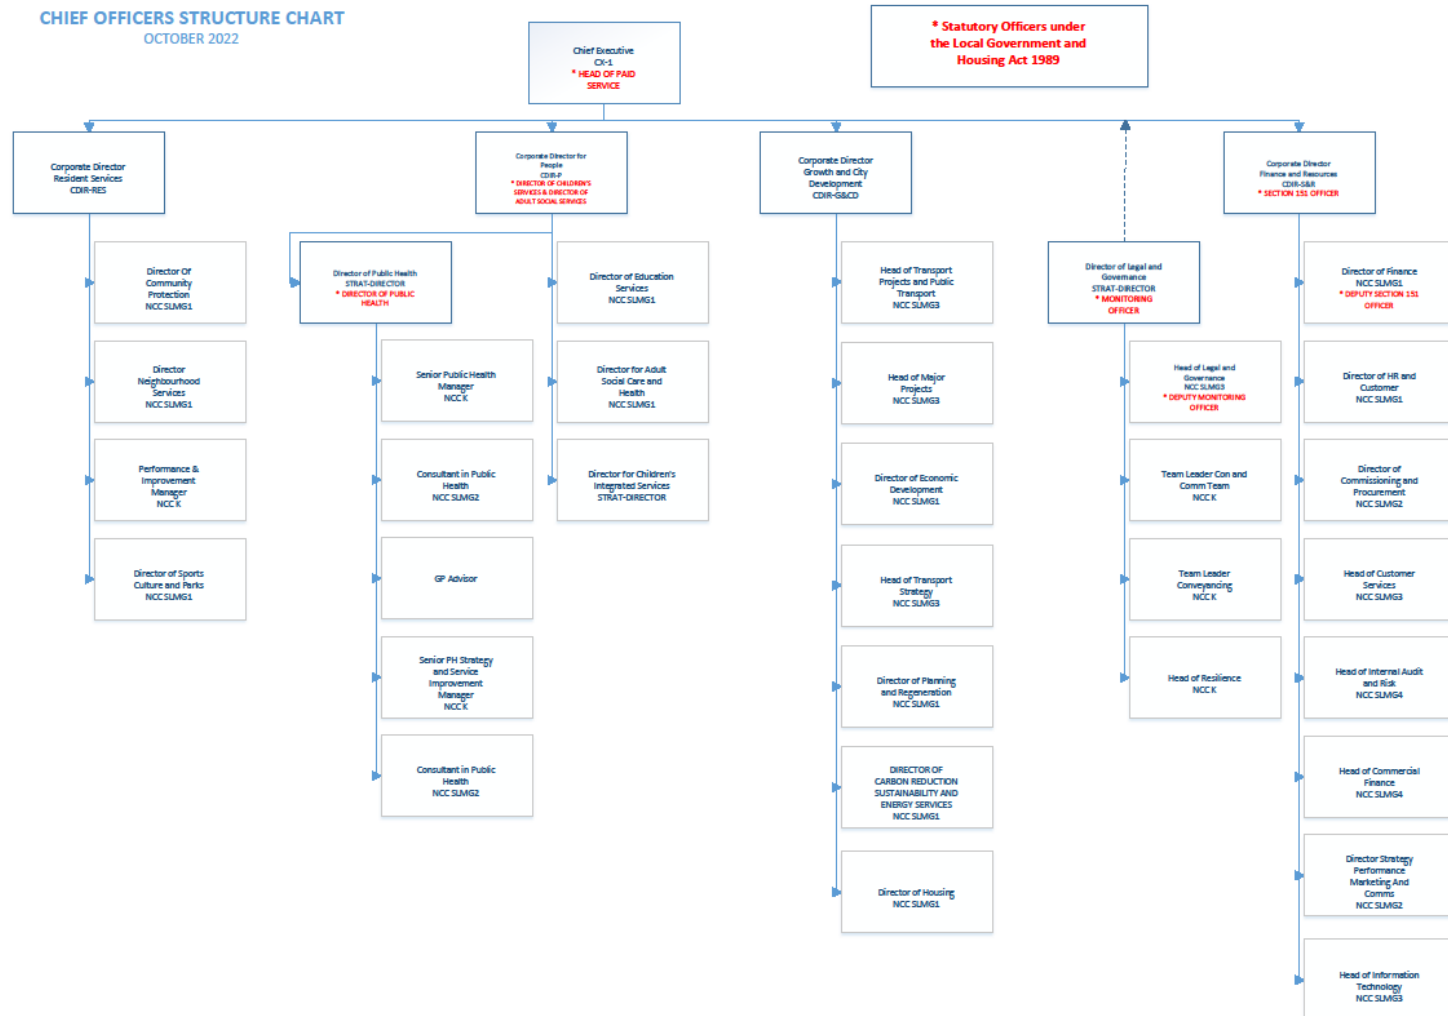 CHIEF OFFICERS STRUCTURE CHART
OCTOBER 2022
Chief Executive
CX-1
* HEAD OF PAID
SERVICE
* Statutory Officers under
the Local Government and
Housing Act 1989
Corporate Director
Resident Services
CDIR-RES
Corporate Director for
People
CDIR-P
* DIRECTOR OF CHILDREN'S
SERVICES & DIRECTOR OF
ADULT SOCIAL SERVICES
Corporate Director
Growth and City
Development
CDIR-G&CD
Corporate Director
Finance and Resources
CDIR-S&R
* SECTION 151 OFFICER
Director Of
Community
Protection
NCC SLMG1
Director
Neighbourhood
Services
NCC SLMG1
Performance &
Improvement
Manager
NCC K
Director of Sports
Culture and Parks
NCC SLMG1
Director of Public Health
STRAT-DIRECTOR
* DIRECTOR OF PUBLIC
HEALTH
Senior Public Health
Manager
NCC K
Consultant in Public
Health
NCC SLMG2
GP Advisor
Senior PH Strategy
and Service
Improvement
Manager
NCC K
Consultant in Public
Health
NCC SLMG2
Director of Education
Services
NCC SLMG1
Director for Adult
Social Care and
Health
NCC SLMG1
Director for Children's
Integrated Services
STRAT-DIRECTOR
Head of Transport
Projects and Public
Transport
NCC SLMG3
Head of Major
Projects
NCC SLMG3
Director of Economic
Development
NCC SLMG1
Head of Transport
Strategy
NCC SLMG3
Director of Planning
and Regeneration
NCC SLMG1
DIRECTOR OF
CARBON REDUCTION
SUSTAINABILITY AND
ENERGY SERVICES
NCC SLMG1
Director of Housing
NCC SLMG1
Director of Legal and
Governance
STRAT-DIRECTOR
* MONITORING
OFFICER
Head of Legal and
Governance
NCC SLMG3
* DEPUTY MONITORING
OFFICER
Team Leader Con and
Comm Team
NCC K
Team Leader
Conveyancing
NCC K
Head of Resilience
NCC K
Director of Finance
NCC SLMG1
* DEPUTY SECTION 151
OFFICER
Director of HR and
Customer
NCC SLMG1
Director of
Commissioning and
Procurement
NCC SLMG2
Head of Customer
Services
NCC SLMG3
Head of Internal Audit
and Risk
NCC SLMG4
Head of Commercial
Finance
NCC SLMG4
Director Strategy
Performance
Marketing And
Comms
NCC SLMG2
Head of Information
Technology
NCC SLMG3